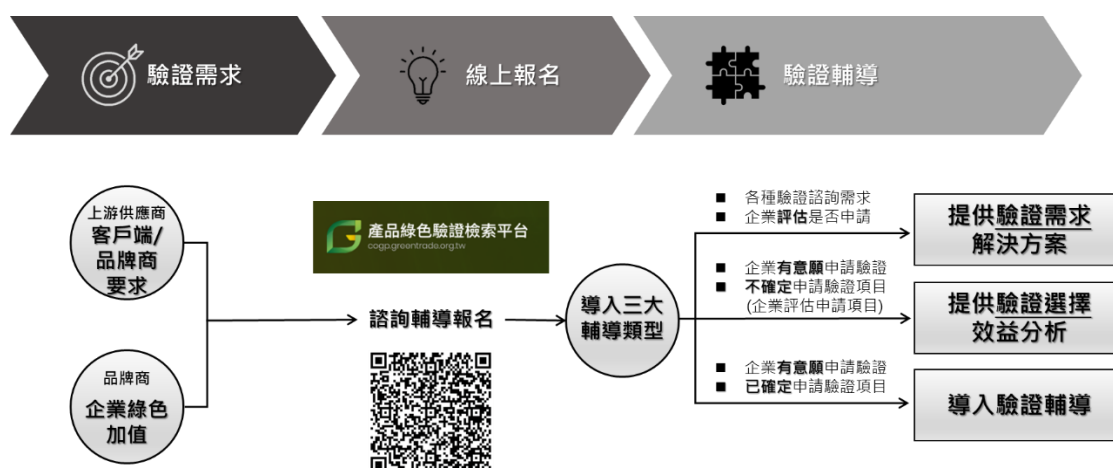 驗證需求
線上報名
驗證輔導
上游供應商
客戶端/
品牌商
要求
品牌商
企業綠色
加值
產品綠色驗證檢索平台
cogp.greentrade.org.tw
諮詢輔導報名
導入三大
輔導類型
■ 各種驗證諮詢需求
■ 企業評估是否申請
■ 企業有意願申請驗證
■ 不確定申請驗證項目
(企業評估申請項目)
■ 企業有意願申請驗證
■ 已確定申請驗證項目
提供驗證需求
解決方案
提供驗證選擇
效益分析
導入驗證輔導